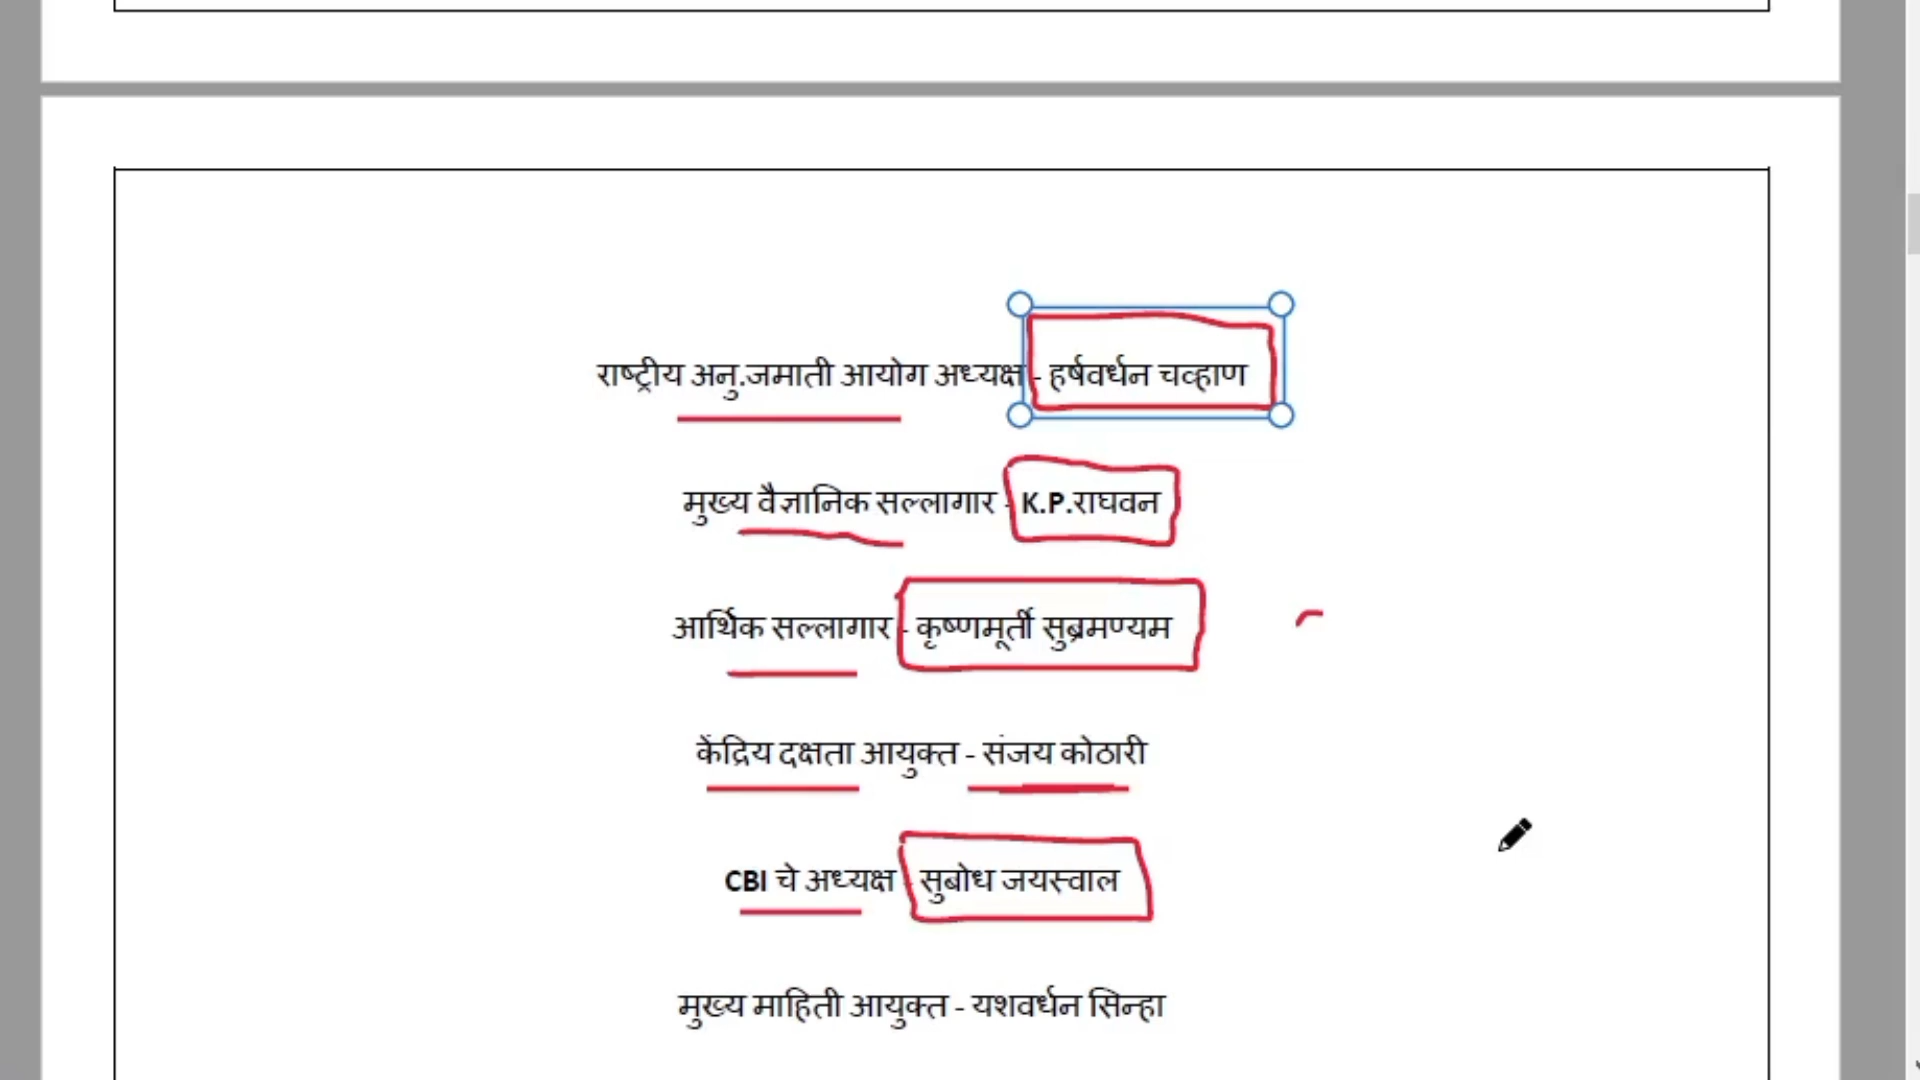 राष्ट्रीय अनु.जमाती आयोग अध्यक्ष - हर्षवर्धन चव्हाण
मुख्य वैज्ञानिक सल्लागार - K.P.राघवन
आर्थिक सल्लागार - कृष्णमूर्ती सुब्रमण्यम
केंद्रिय दक्षता आयुक्त - संजय कोठारी
CBI चे अध्यक्ष - सुबोध जयस्वाल
मुख्य माहिती आयुक्त - यशवर्धन सिन्हा